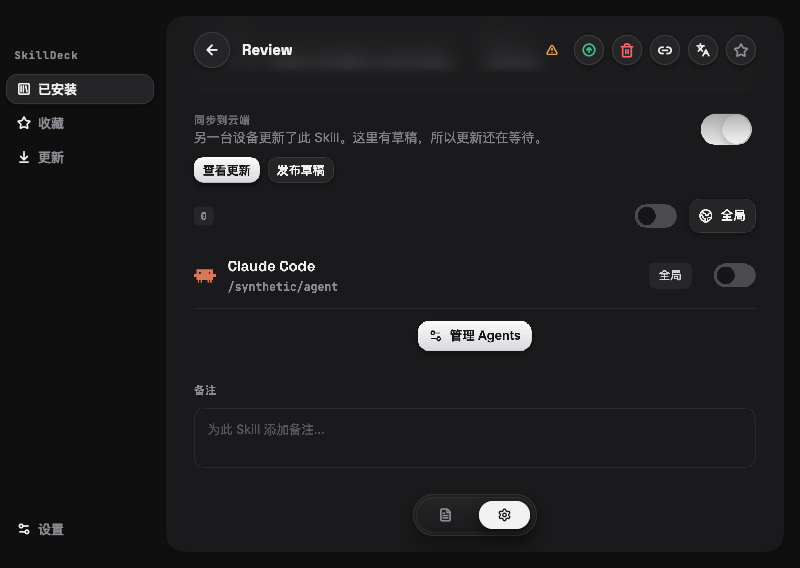 SkillDeck
已安装
收藏
更新
设置
Review
同步到云端
另一台设备更新了此 Skill。这里有草稿，所以更新还在等待。
查看更新
发布草稿
0
全局
Claude Code
/synthetic/agent
全局
管理 Agents
备注
为此 Skill 添加备注...